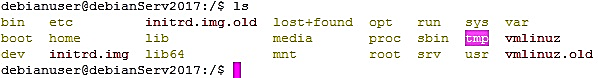 debianuser@debianServ2017:/$ ls
bin etc initrd.img.old lost+found opt run sys var
boot home lib media proc sbin tmp vmlinuz
dev initrd.img lib64 mnt root srv usr vmlinuz.old
debianuser@debianServ2017:/$